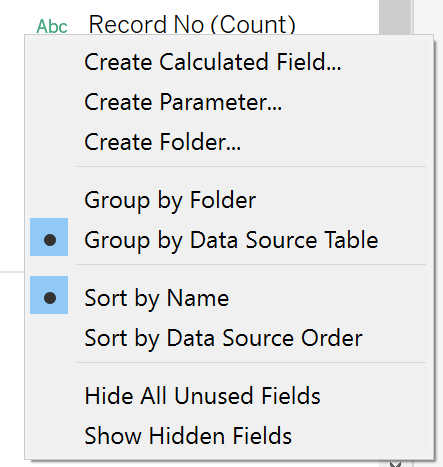 Abc Record No (Count)
Create Calculated Field...
Create Parameter...
Create Folder...
Group by Folder
Group by Data Source Table
Sort by Name
Sort by Data Source Order
Hide All Unused Fields
Show Hidden Fields